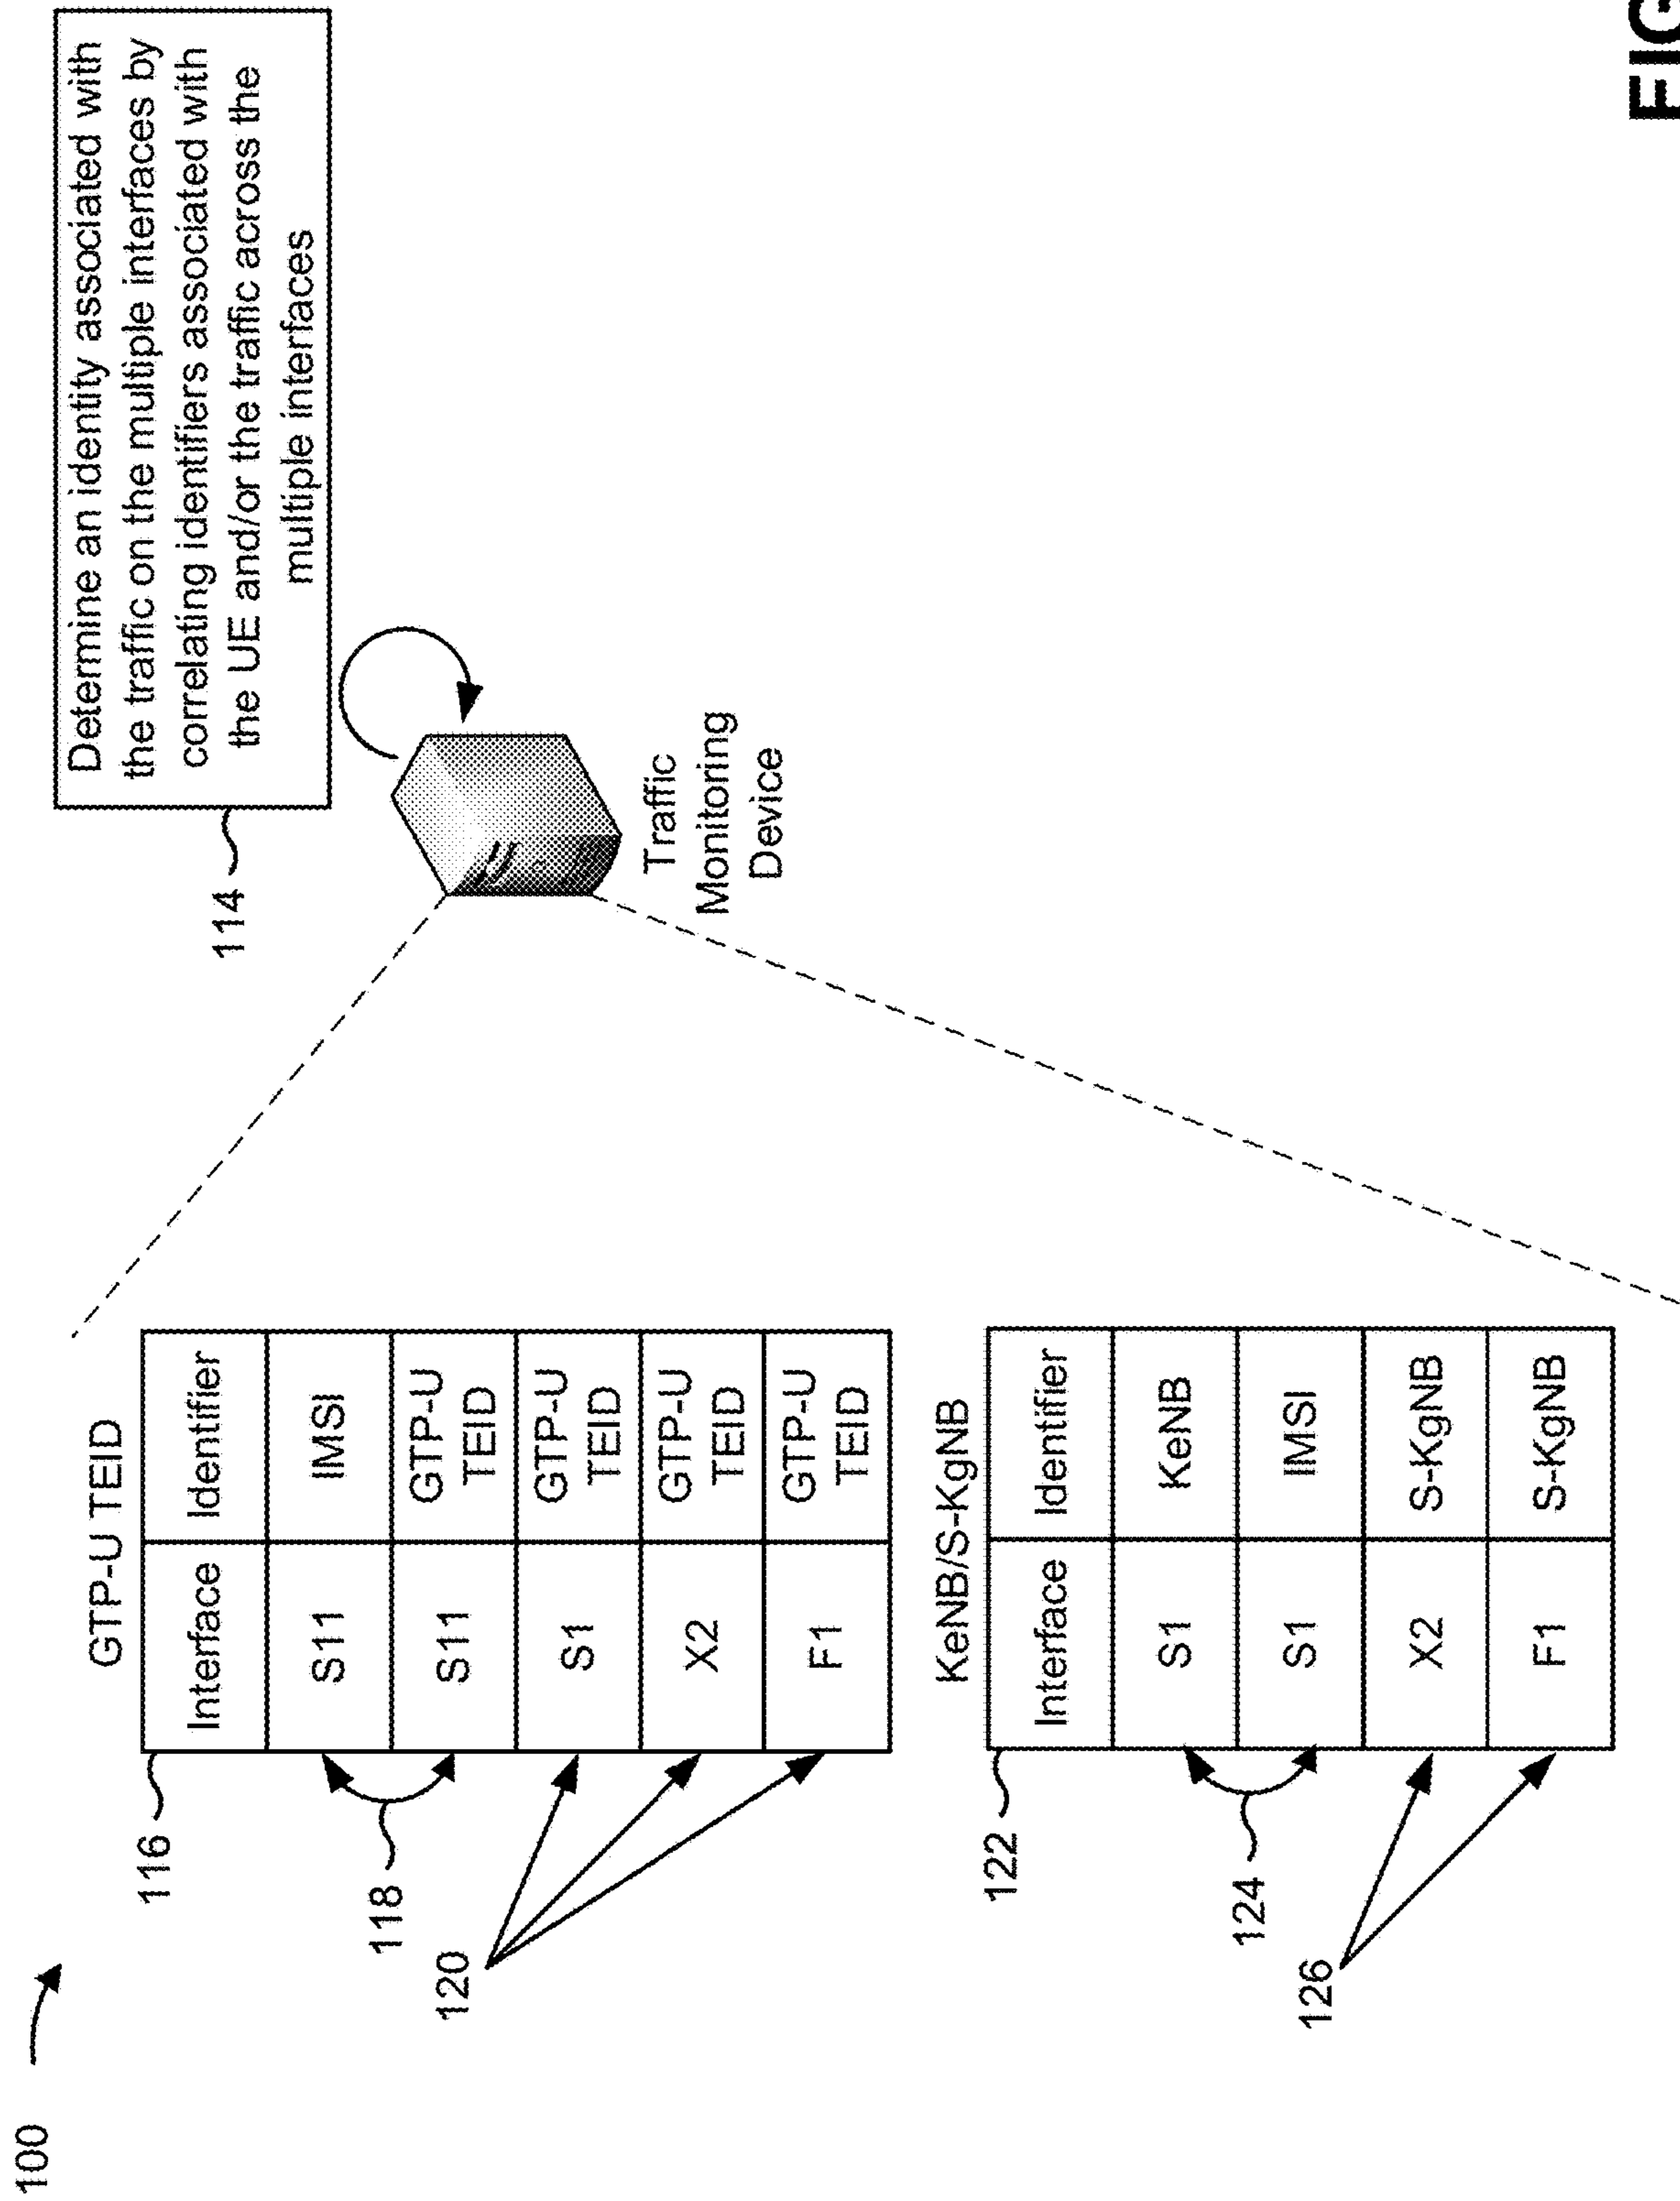 100
114
Determine an identity associated with
the traffic on the multiple interfaces by
correlating identifiers associated with
the UE and/or the traffic across the
multiple interfaces
Traffic
Monitoring
Device
GTP-U TEID
116
Interface Identifier
S11 IMSI
S11 GTP-U TEID
S1 GTP-U TEID
X2 GTP-U TEID
F1 GTP-U TEID
118
120
KeNB/S-KgNB
122
Interface Identifier
S1 KeNB
S1 IMSI
X2 S-KgNB
F1 S-KgNB
124
126
FIG